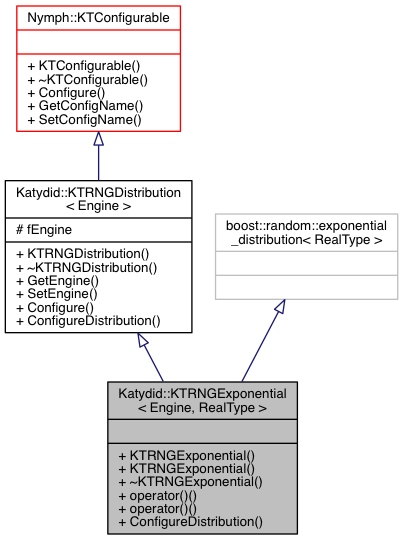 Nymph::KTConfigurable
+ KTConfigurable()
+ ~KTConfigurable()
+ Configure()
+ GetConfigName()
+ SetConfigName()
Katydid::KTRNGDistribution
< Engine >
# fEngine
+ KTRNGDistribution()
+ ~KTRNGDistribution()
+ GetEngine()
+ SetEngine()
+ Configure()
+ ConfigureDistribution()
boost::random::exponential
_distribution< RealType >
Katydid::KTRNGExponential
< Engine, RealType >
+ KTRNGExponential()
+ KTRNGExponential()
+ ~KTRNGExponential()
+ operator()()
+ operator()()
+ ConfigureDistribution()